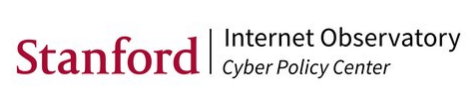 Stanford
Internet Observatory
Cyber Policy Center